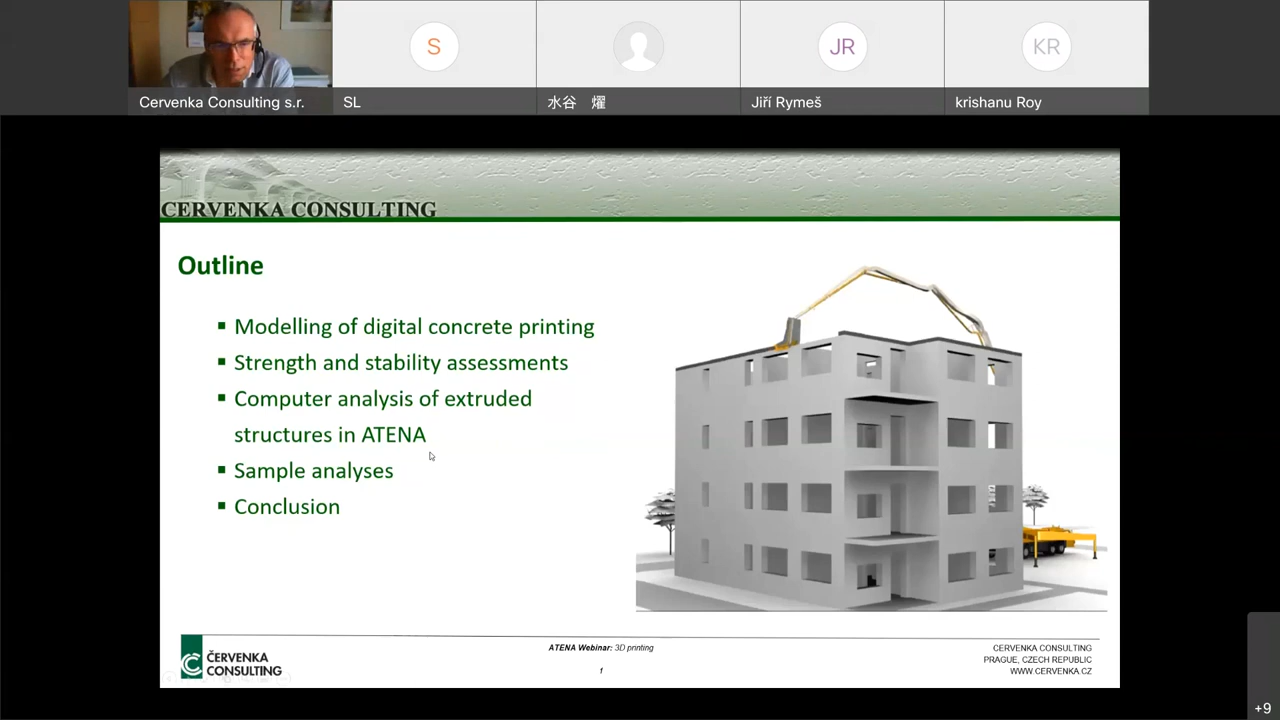 S
JR
KR
Cervenka Consulting s.r.
SL
水谷 燿
Jiří Rymeš
krishanu Roy
CERVENKA CONSULTING
Outline
▪ Modelling of digital concrete printing
▪ Strength and stability assessments
▪ Computer analysis of extruded
structures in ATENA
▪ Sample analyses
▪ Conclusion
ČERVENKA
CONSULTING
ATENA Webinar: 3D printing
1
CERVENKA CONSULTING
PRAGUE, CZECH REPUBLIC
WWW.CERVENKA.CZ
+9